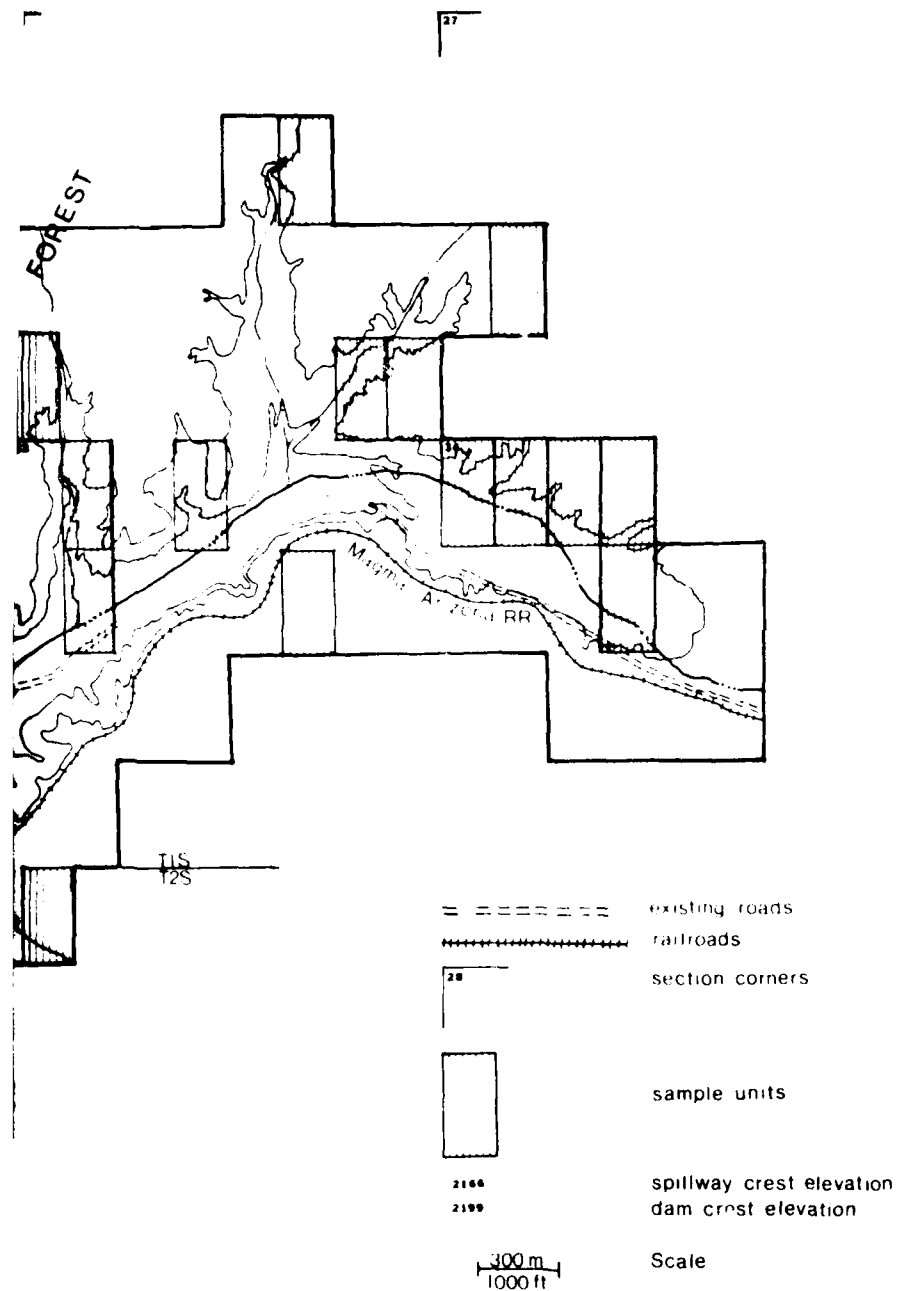 27
FOREST
34
Magma Arizona RR
T1S
T2S
existing roads
railroads
28
section corners
sample units
2166 spillway crest elevation
2199 dam crest elevation
300 m Scale
1000 ft